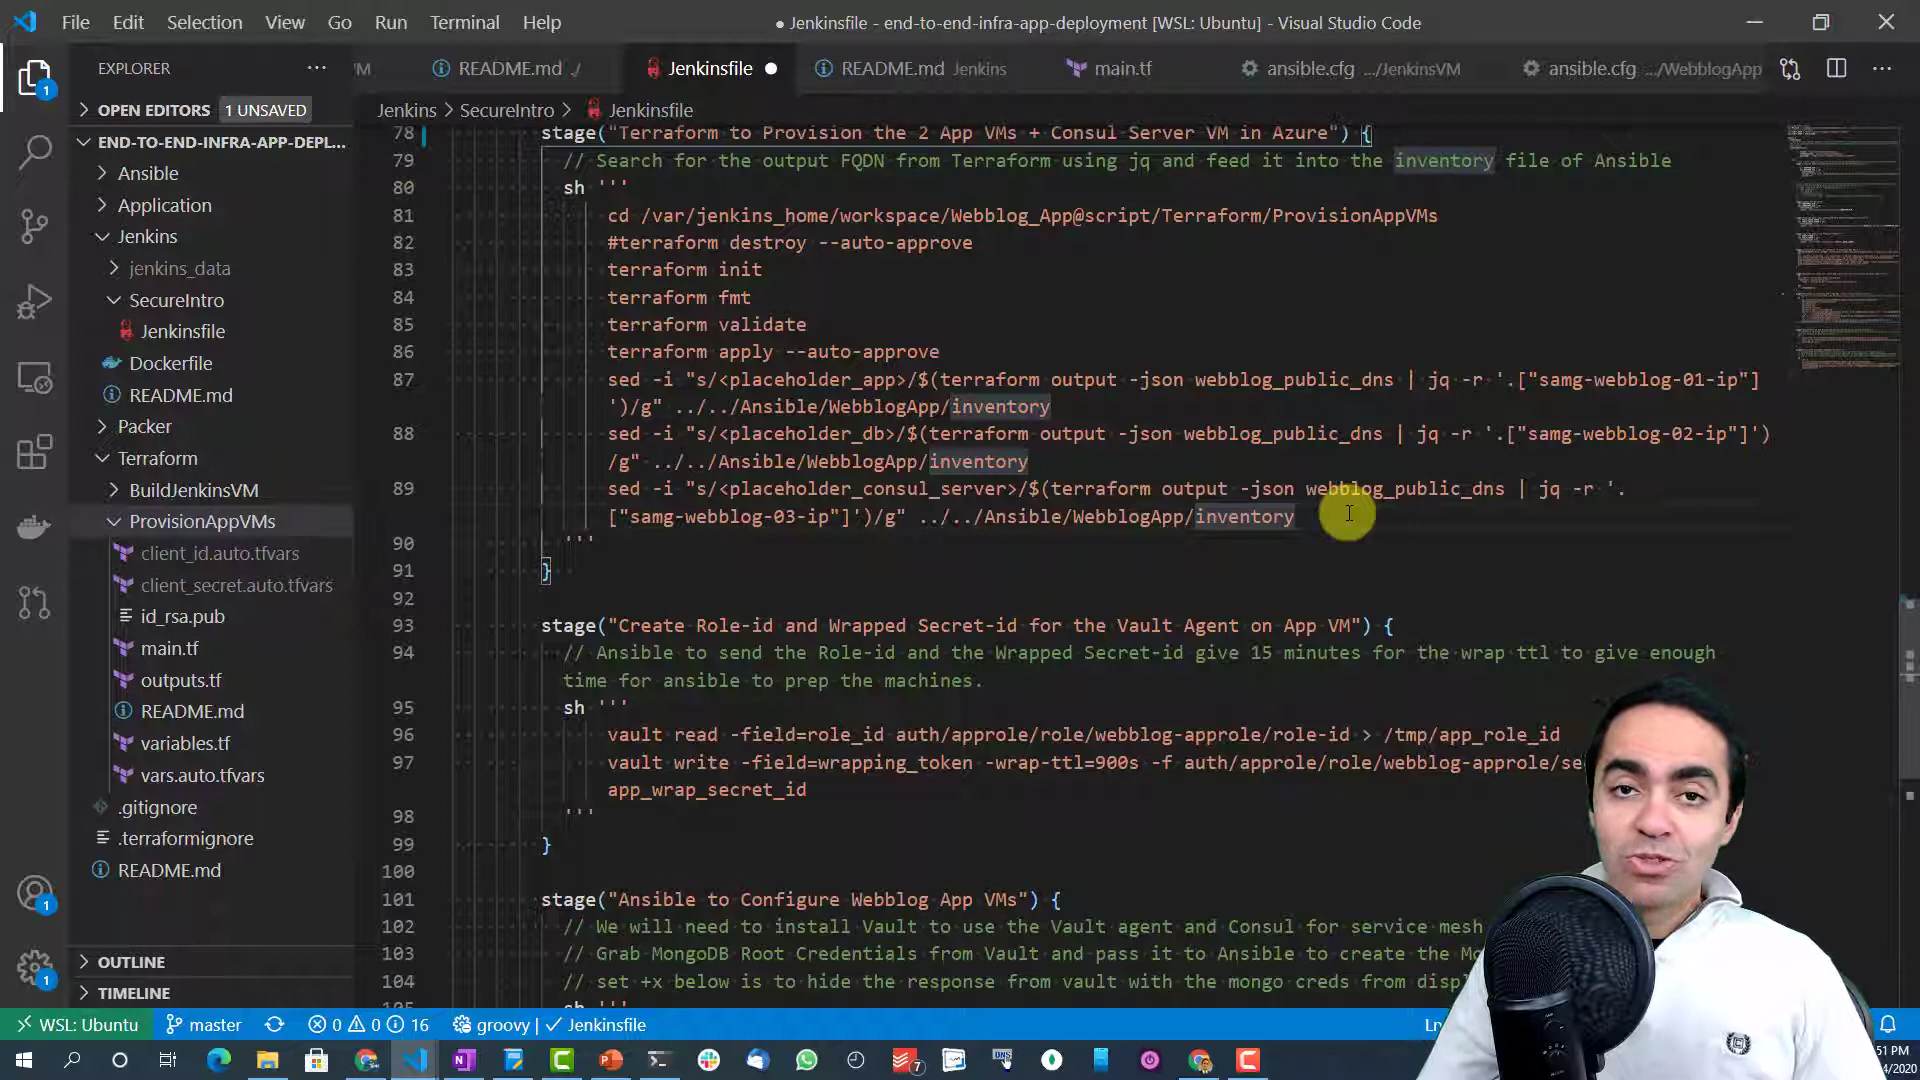 File Edit Selection View Go Run Terminal Help ● Jenkinsfile - end-to-end-infra-app-deployment [WSL: Ubuntu] - Visual Studio Code
EXPLORER ···
VM README.md Jenkinsfile README.md Jenkins main.tf ansible.cfg .../JenkinsVM ansible.cfg .../WebblogApp
OPEN EDITORS 1 UNSAVED
Jenkins > SecureIntro > Jenkinsfile
END-TO-END-INFRA-APP-DEPL...
Ansible
Application
Jenkins
jenkins_data
SecureIntro
Jenkinsfile
Dockerfile
README.md
Packer
Terraform
BuildJenkinsVM
ProvisionAppVMs
client_id.auto.tfvars
client_secret.auto.tfvars
id_rsa.pub
main.tf
outputs.tf
README.md
variables.tf
vars.auto.tfvars
.gitignore
.terraformignore
README.md
OUTLINE
TIMELINE
78 stage("Terraform to Provision the 2 App VMs + Consul Server VM in Azure") {
79 // Search for the output FQDN from Terraform using jq and feed it into the inventory file of Ansible
80 sh '''
81 cd /var/jenkins_home/workspace/Webblog_App@script/Terraform/ProvisionAppVMs
82 #terraform destroy --auto-approve
83 terraform init
84 terraform fmt
85 terraform validate
86 terraform apply --auto-approve
87 sed -i "s/<placeholder_app>/$(terraform output -json webblog_public_dns | jq -r '.["samg-webblog-01-ip"]
')/g" ../../Ansible/WebblogApp/inventory
88 sed -i "s/<placeholder_db>/$(terraform output -json webblog_public_dns | jq -r '.["samg-webblog-02-ip"]')
/g" ../../Ansible/WebblogApp/inventory
89 sed -i "s/<placeholder_consul_server>/$(terraform output -json webblog_public_dns | jq -r '.
["samg-webblog-03-ip"]')/g" ../../Ansible/WebblogApp/inventory
90 '''
91 }
92
93 stage("Create Role-id and Wrapped Secret-id for the Vault Agent on App VM") {
94 // Ansible to send the Role-id and the Wrapped Secret-id give 15 minutes for the wrap ttl to give enough
time for ansible to prep the machines.
95 sh '''
96 vault read -field=role_id auth/approle/role/webblog-approle/role-id > /tmp/app_role_id
97 vault write -field=wrapping_token -wrap-ttl=900s -f auth/approle/role/webblog-approle/se
app_wrap_secret_id
98 '''
99 }
100
101 stage("Ansible to Configure Webblog App VMs") {
102 // We will need to install Vault to use the Vault agent and Consul for service mesh
103 // Grab MongoDB Root Credentials from Vault and pass it to Ansible to create the Mo
104 // set +x below is to hide the response from vault with the mongo creds from displ
105 sh '''
1
1
1
WSL: Ubuntu master 0 0 16 groovy | Jenkinsfile Ln
7
51 PM
4/2020